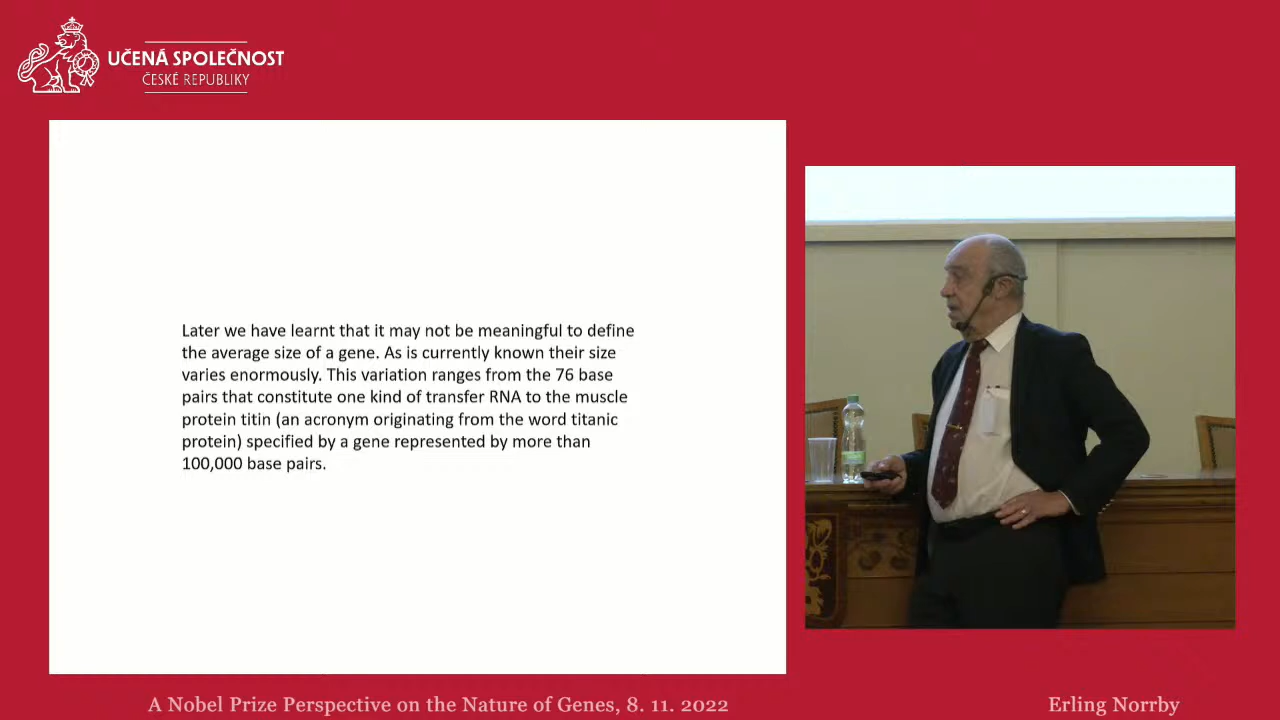 UČENÁ SPOLEČNOST
ČESKÉ REPUBLIKY
Later we have learnt that it may not be meaningful to define
the average size of a gene. As is currently known their size
varies enormously. This variation ranges from the 76 base
pairs that constitute one kind of transfer RNA to the muscle
protein titin (an acronym originating from the word titanic
protein) specified by a gene represented by more than
100,000 base pairs.
A Nobel Prize Perspective on the Nature of Genes, 8. 11. 2022
Erling Norrby